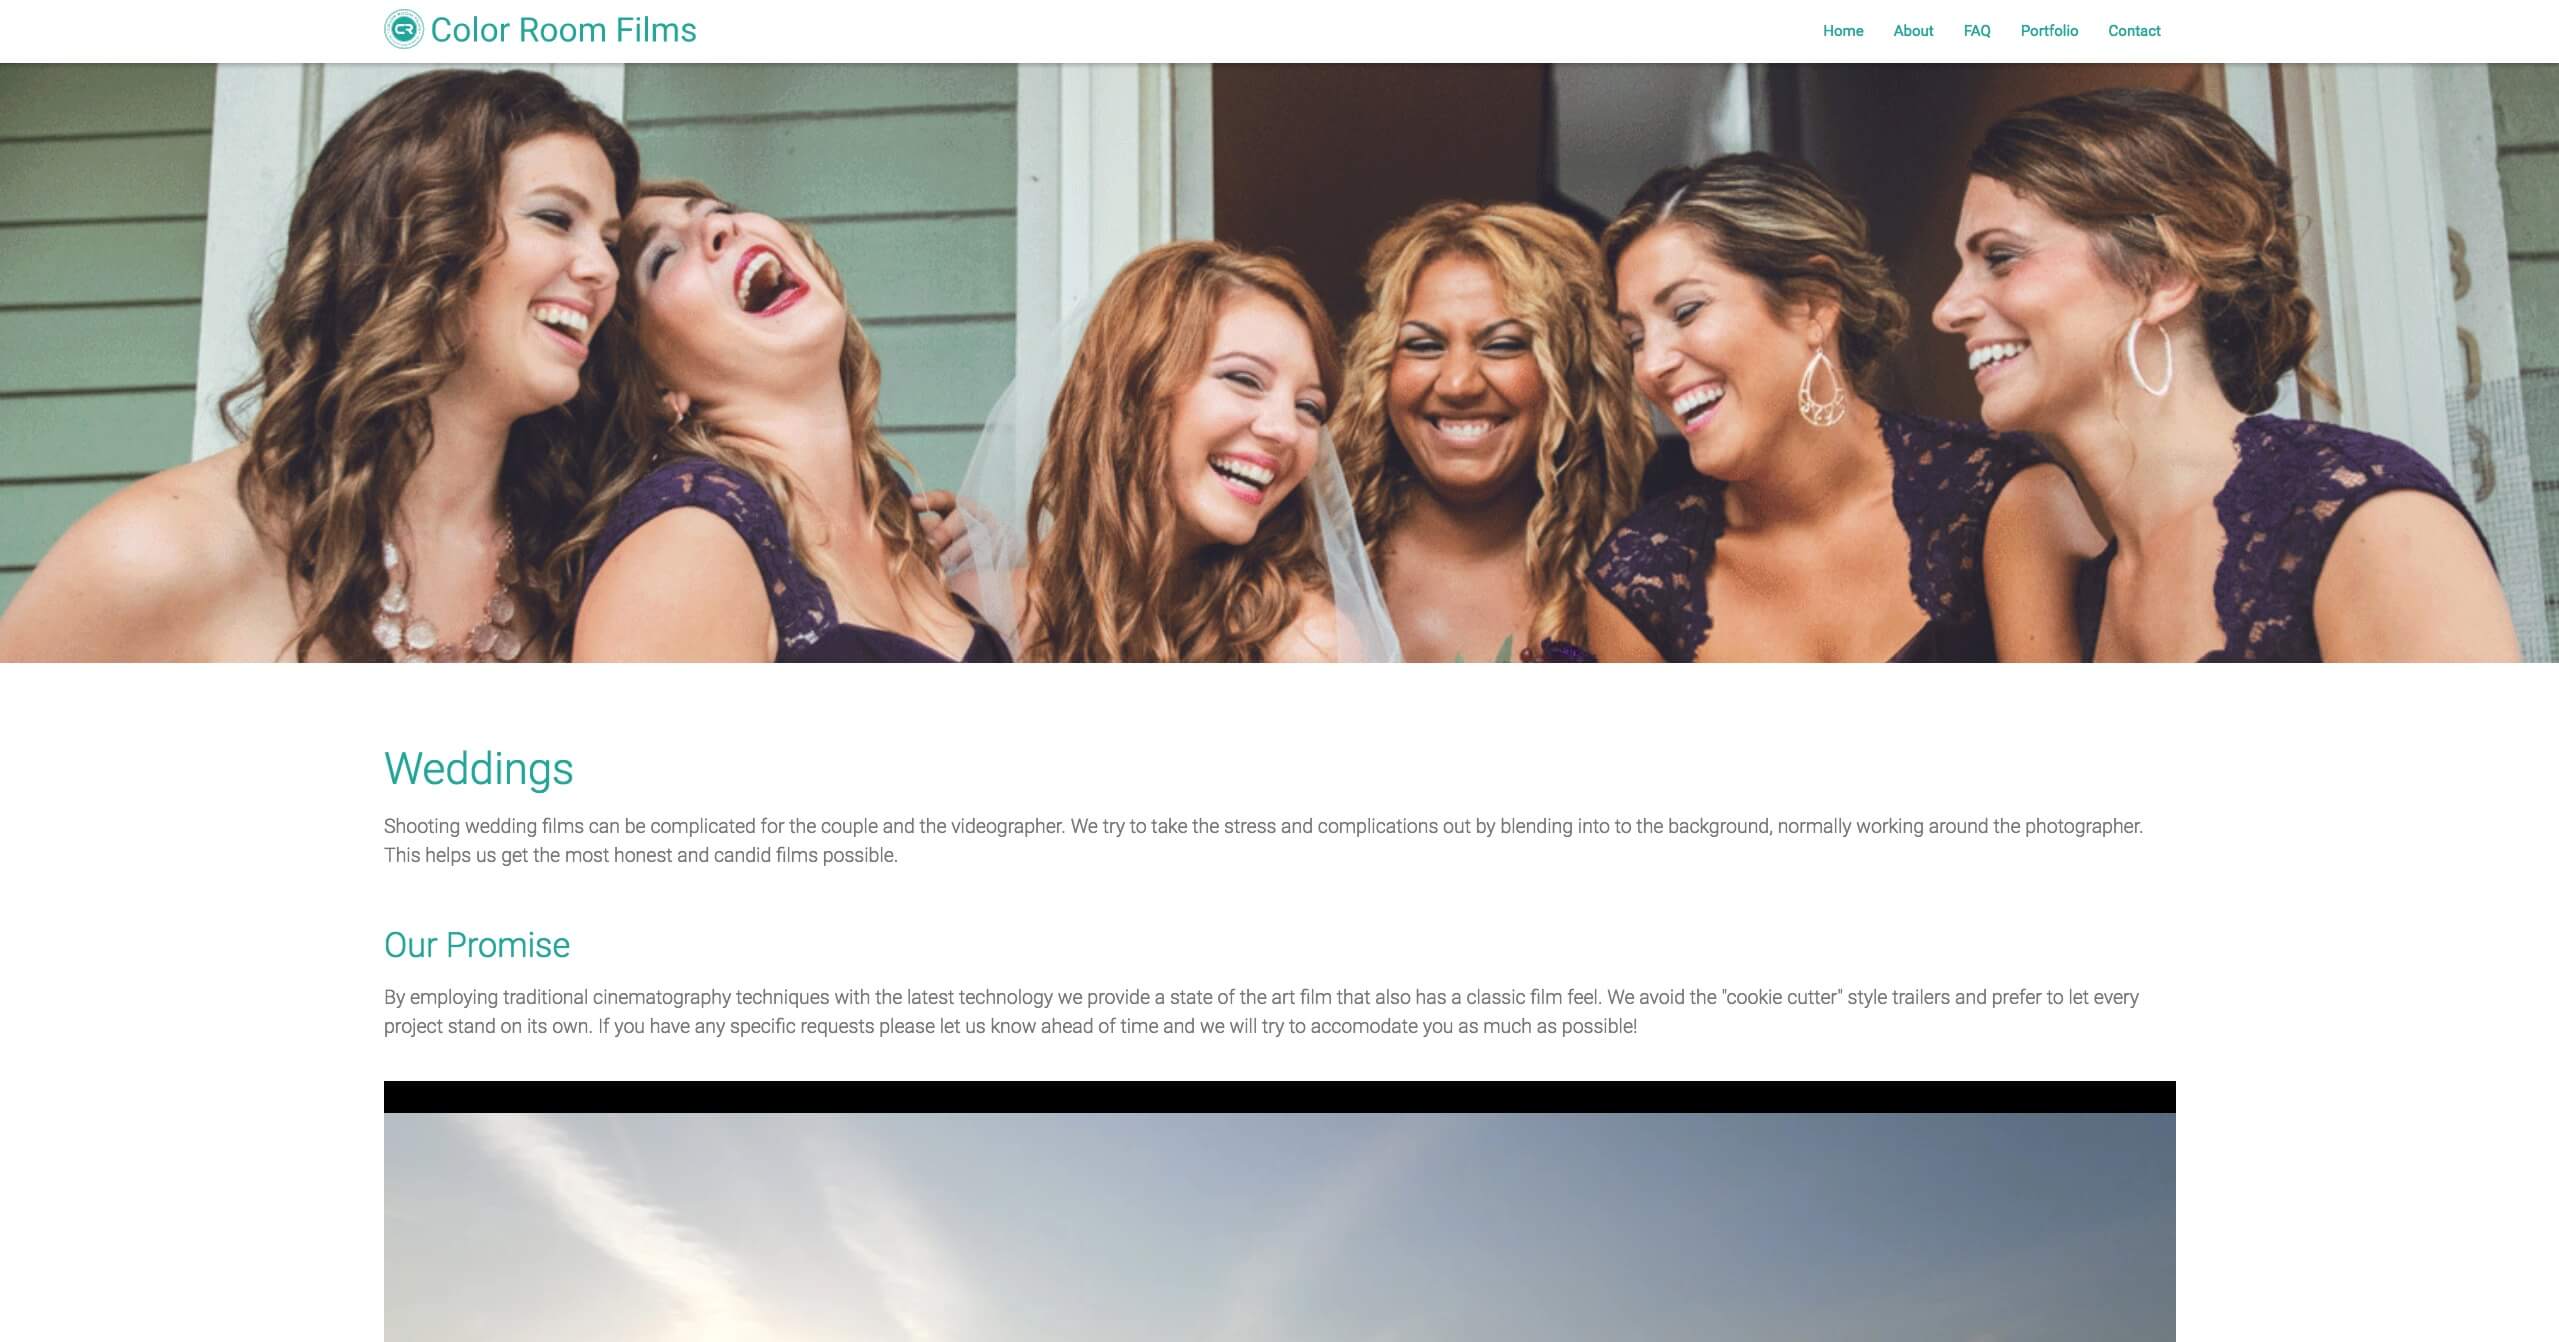 CR Color Room Films
Home About FAQ Portfolio Contact
Weddings
Shooting wedding films can be complicated for the couple and the videographer. We try to take the stress and complications out by blending into to the background, normally working around the photographer.
This helps us get the most honest and candid films possible.
Our Promise
By employing traditional cinematography techniques with the latest technology we provide a state of the art film that also has a classic film feel. We avoid the "cookie cutter" style trailers and prefer to let every
project stand on its own. If you have any specific requests please let us know ahead of time and we will try to accomodate you as much as possible!